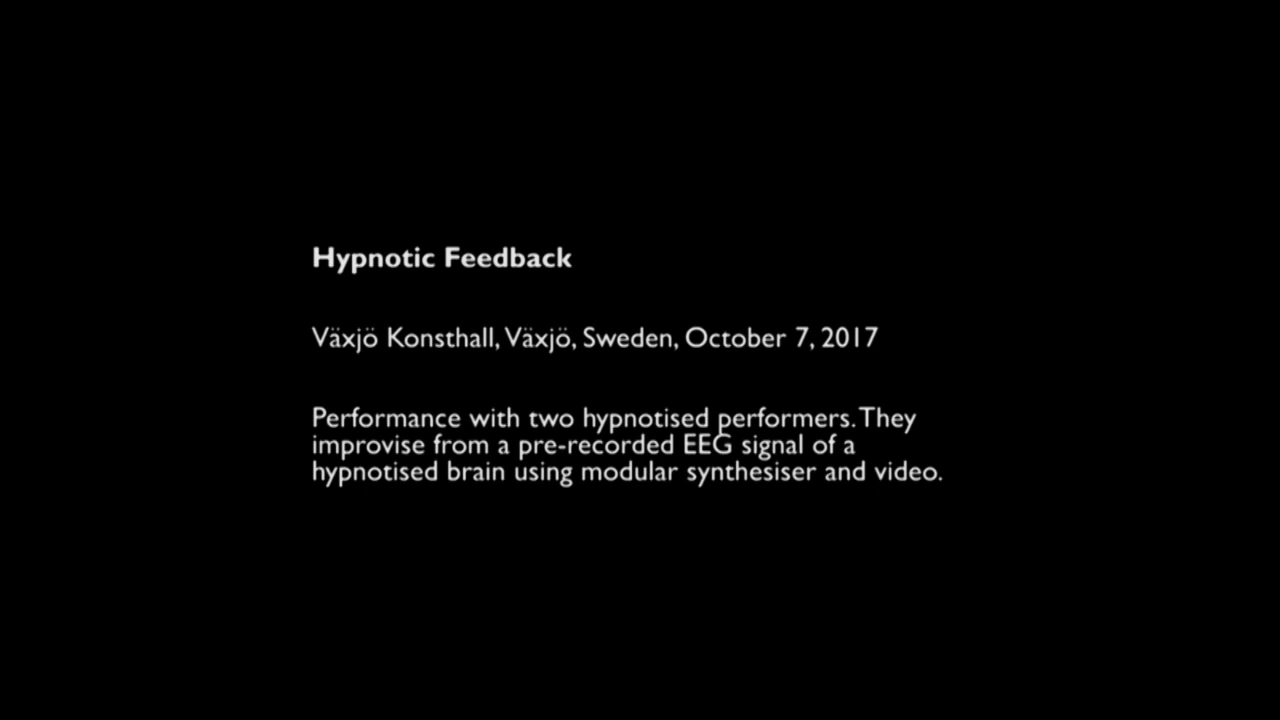 Hypnotic Feedback
Växjö Konsthall, Växjö, Sweden, October 7, 2017
Performance with two hypnotised performers. They
improvise from a pre-recorded EEG signal of a
hypnotised brain using modular synthesiser and video.